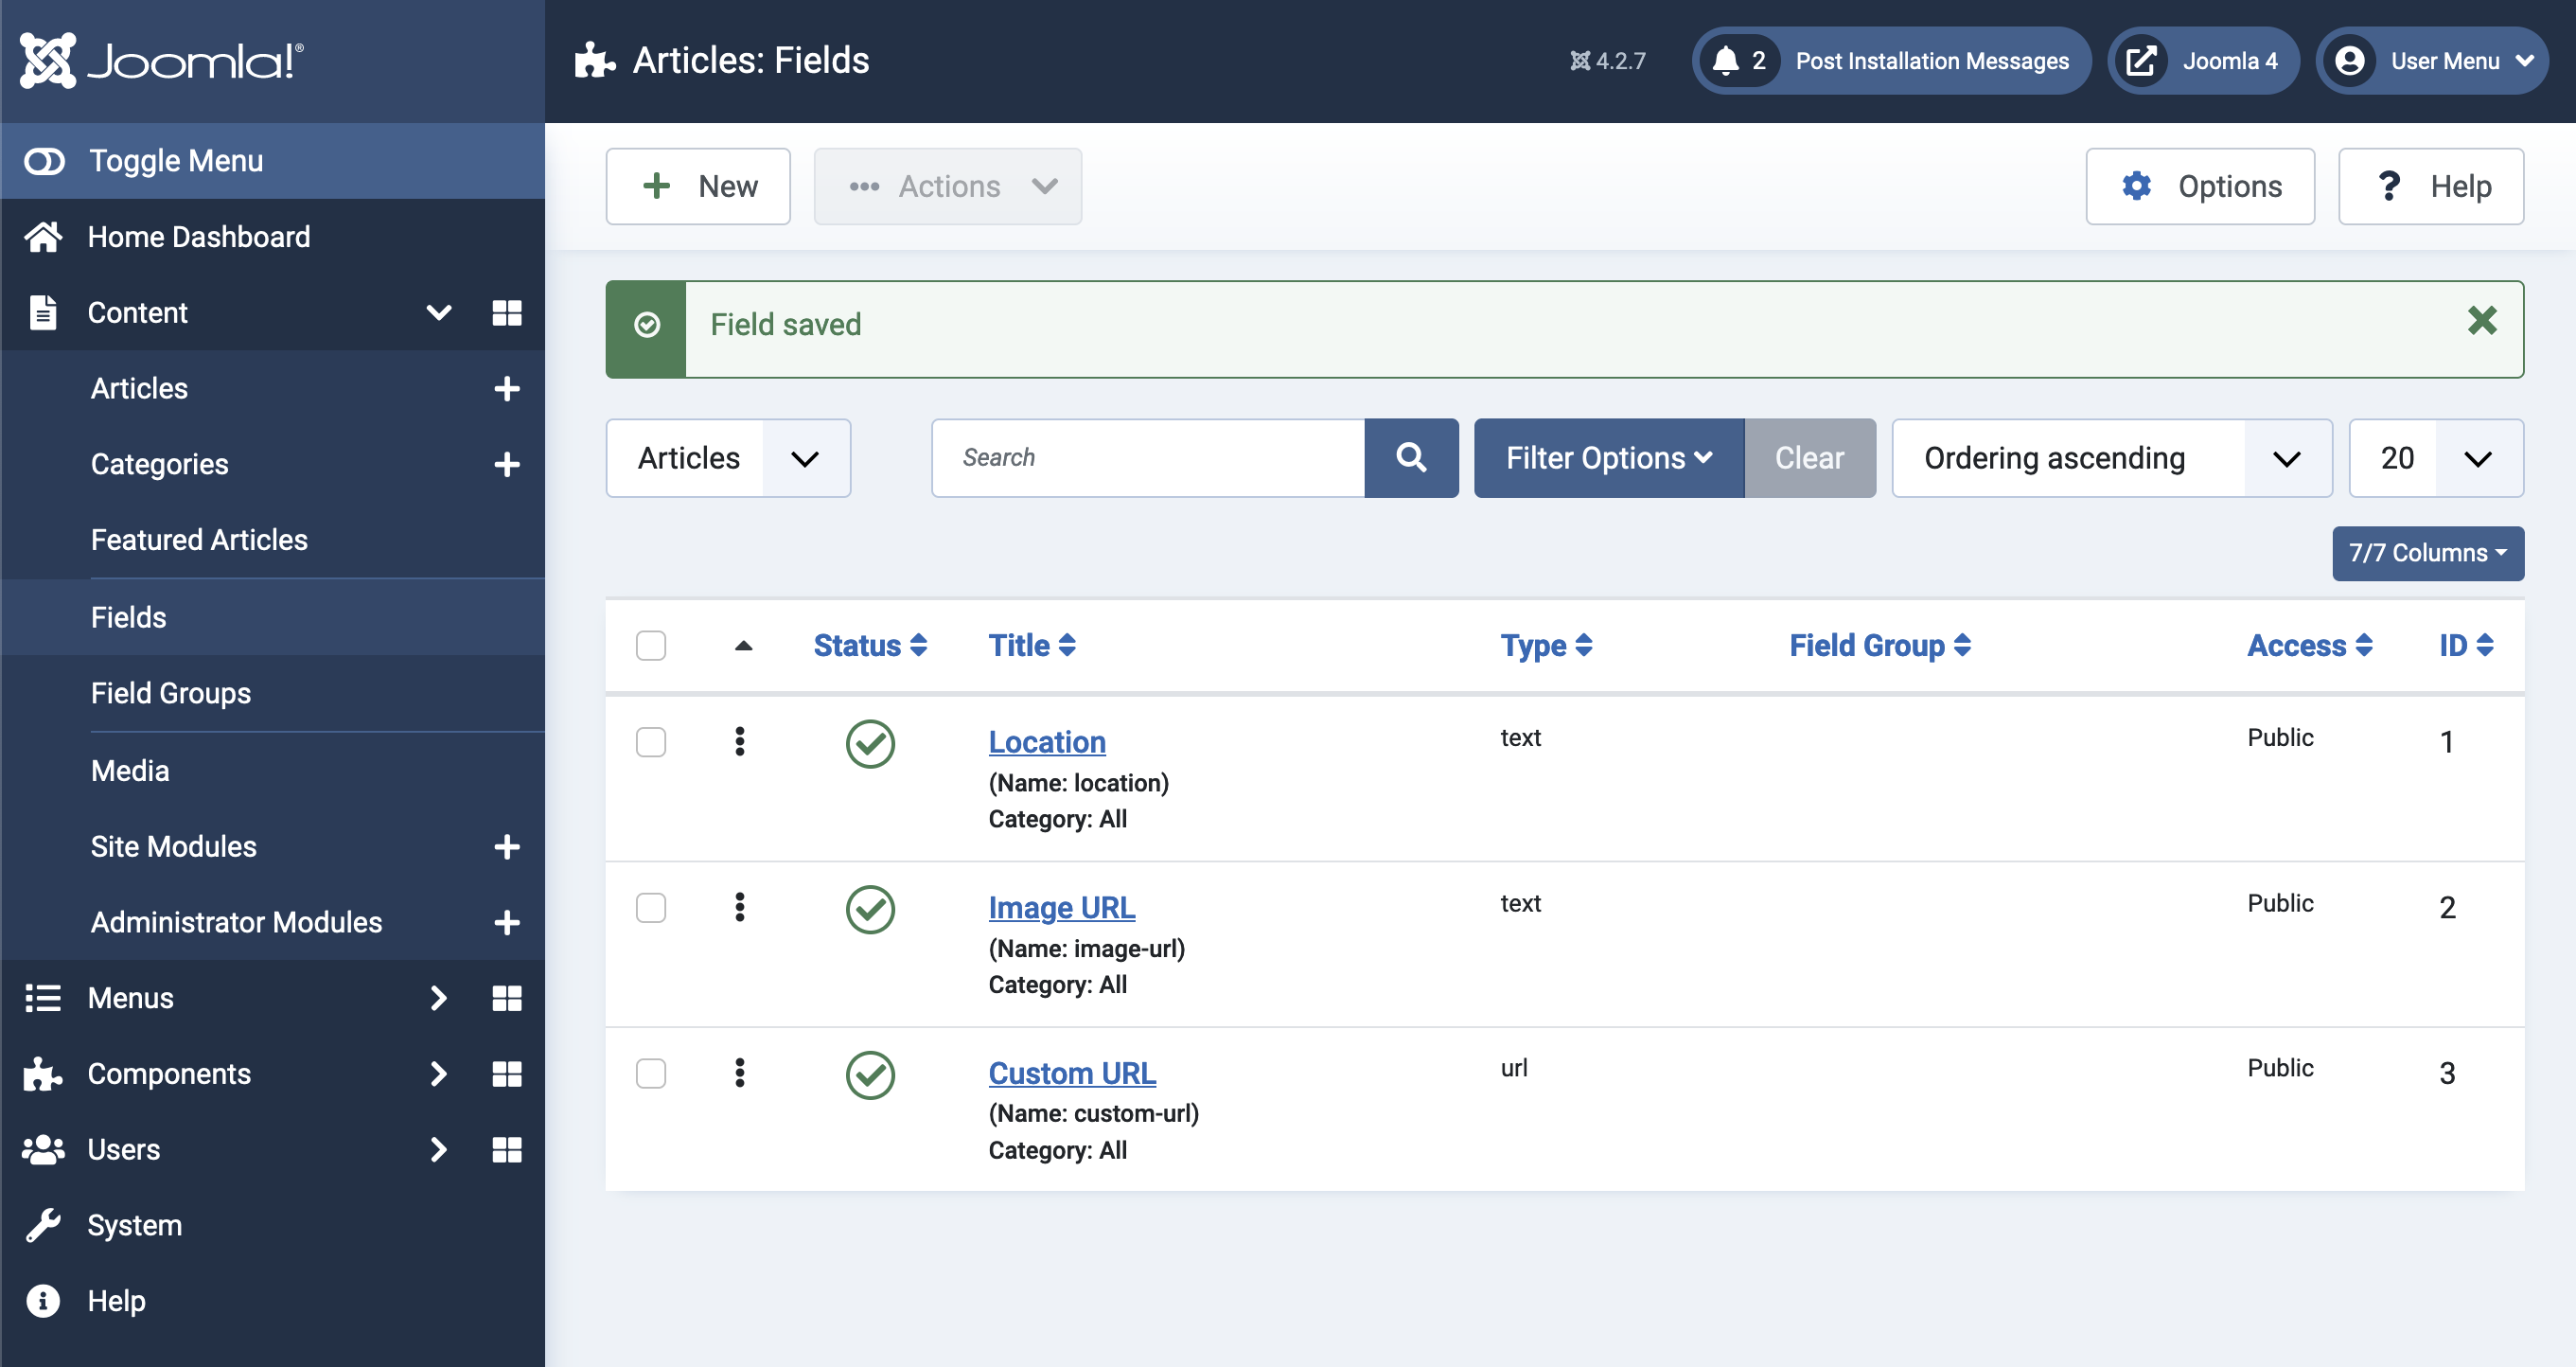 Joomla!®
Articles: Fields
4.2.7
2 Post Installation Messages
Joomla 4
User Menu
Toggle Menu
Home Dashboard
Content
Articles
Categories
Featured Articles
Fields
Field Groups
Media
Site Modules
Administrator Modules
Menus
Components
Users
System
Help
New
Actions
Options
Help
Field saved
Articles
Search
Filter Options
Clear
Ordering ascending
20
7/7 Columns
Status Title Type Field Group Access ID
Location text Public 1
(Name: location)
Category: All
Image URL text Public 2
(Name: image-url)
Category: All
Custom URL url Public 3
(Name: custom-url)
Category: All